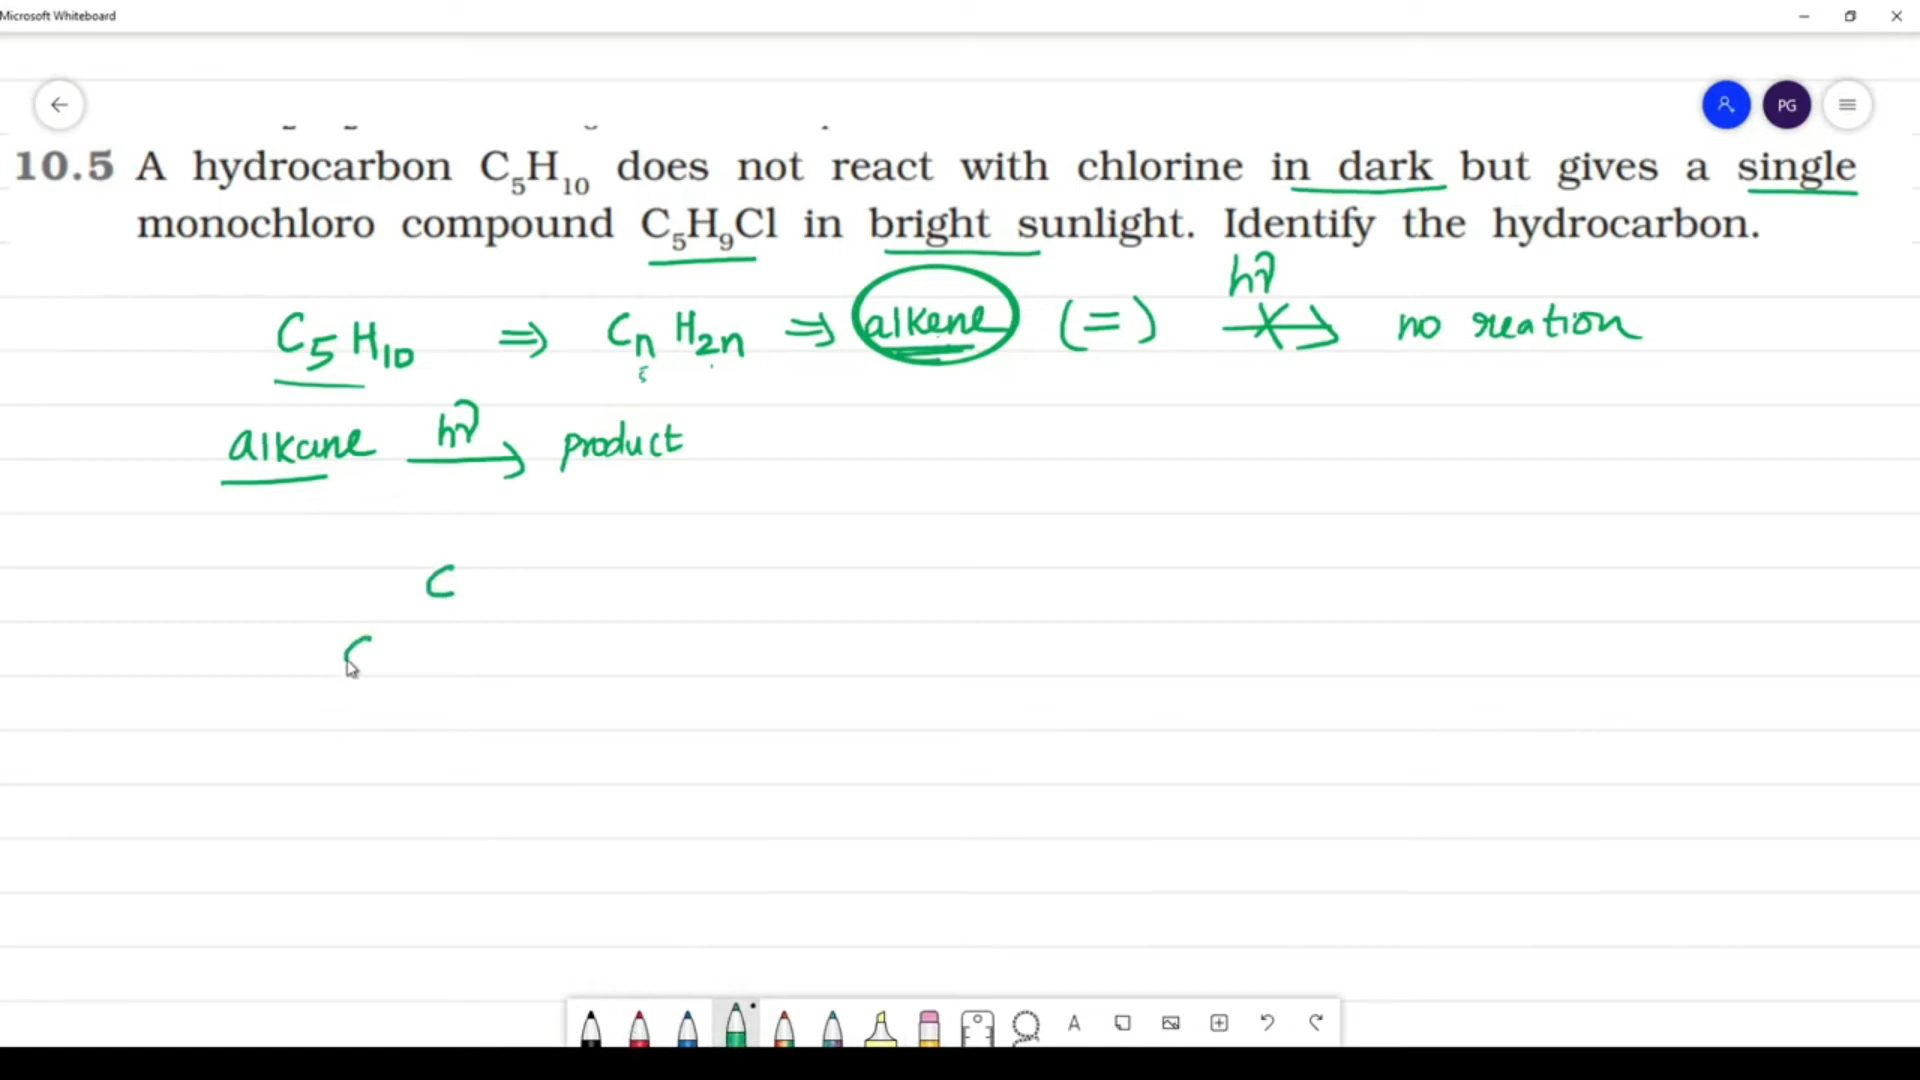 Microsoft Whiteboard
PG
10.5 A hydrocarbon C₅H₁₀ does not react with chlorine in dark but gives a single
monochloro compound C₅H₉Cl in bright sunlight. Identify the hydrocarbon.
hν
C₅H₁₀ ⇒ CₙH₂ₙ ⇒ alkene (=) no reation
5
hν
alkane → product
C
C
A